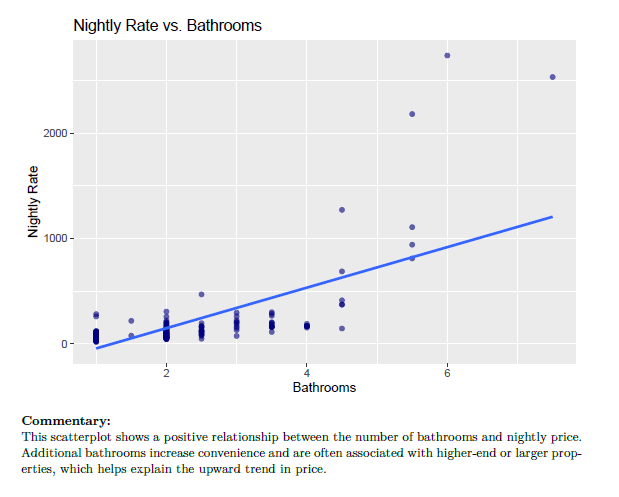 Nightly Rate vs. Bathrooms
Nightly Rate
2000
1000
0
2
4
6
Bathrooms
Commentary:
This scatterplot shows a positive relationship between the number of bathrooms and nightly price.
Additional bathrooms increase convenience and are often associated with higher-end or larger prop-
erties, which helps explain the upward trend in price.